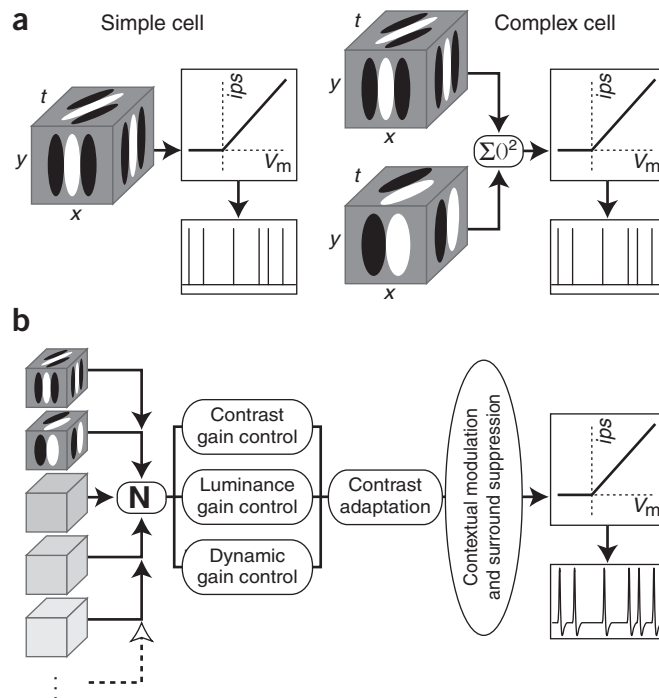 a
Simple cell
Complex cell
t
y
x
ips
Vm
t
y
x
t
y
x
Σ()²
ips
Vm
b
N
Contrast
gain control
Luminance
gain control
Dynamic
gain control
Contrast
adaptation
Contextual modulation
and surround suppression
ips
Vm